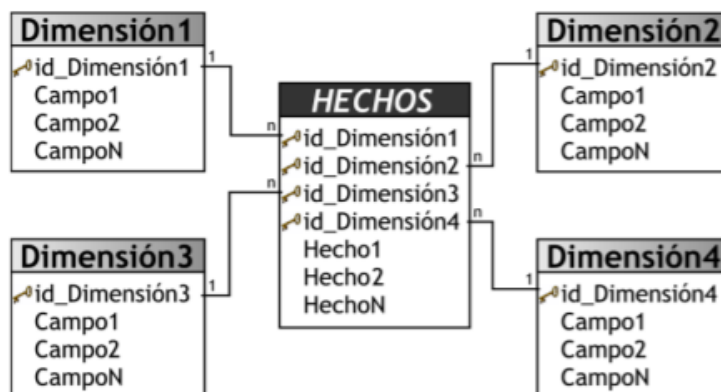 Dimensión1
id_Dimensión1
Campo1
Campo2
CampoN
1
Dimensión2
id_Dimensión2
Campo1
Campo2
CampoN
1
HECHOS
id_Dimensión1
id_Dimensión2
id_Dimensión3
id_Dimensión4
Hecho1
Hecho2
HechoN
n
n
n
n
Dimensión3
id_Dimensión3
Campo1
Campo2
CampoN
1
Dimensión4
id_Dimensión4
Campo1
Campo2
CampoN
1